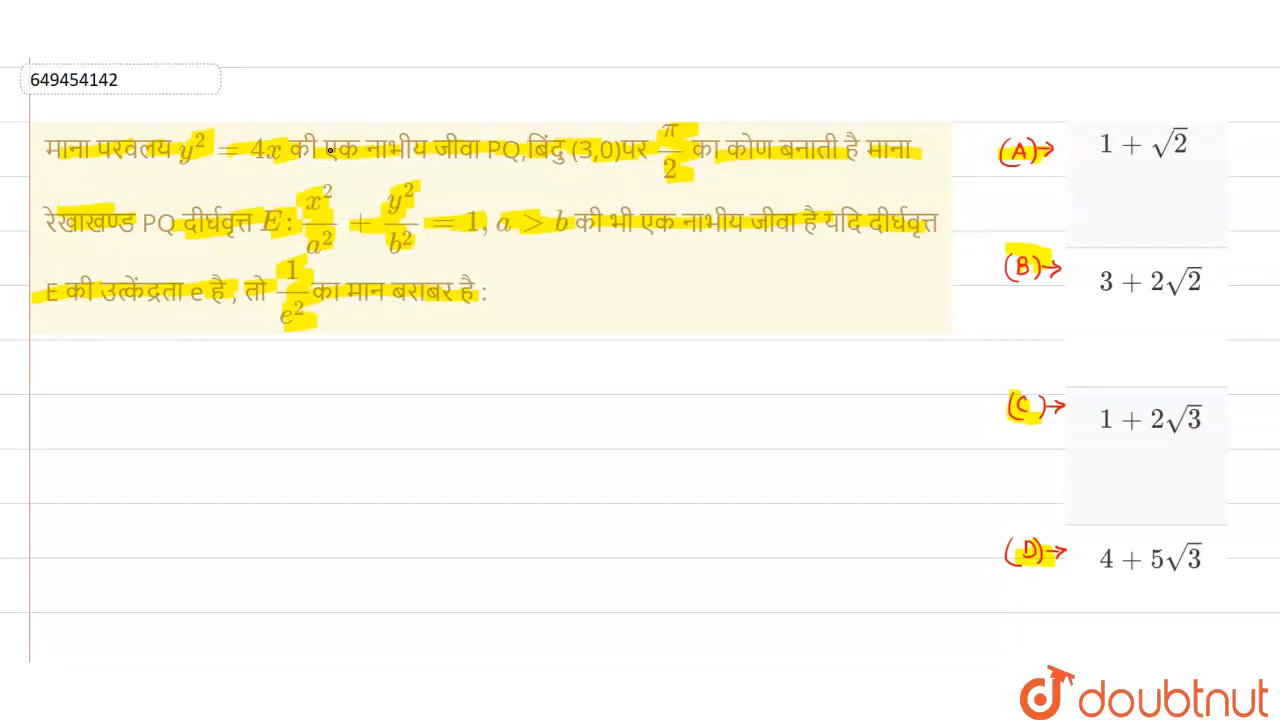 649454142
माना परवलय y² = 4x की एक नाभीय जीवा PQ,बिंदु (3,0)पर π/2 का कोण बनाती है माना
रेखाखण्ड PQ दीर्घवृत्त E: x²/a² + y²/b² = 1, a > b की भी एक नाभीय जीवा है यदि दीर्घवृत्त
E की उत्केंद्रता e है , तो 1/e² का मान बराबर है :
(A)→ 1 + √2
(B)→ 3 + 2√2
(C)→ 1 + 2√3
(D)→ 4 + 5√3
doubtnut